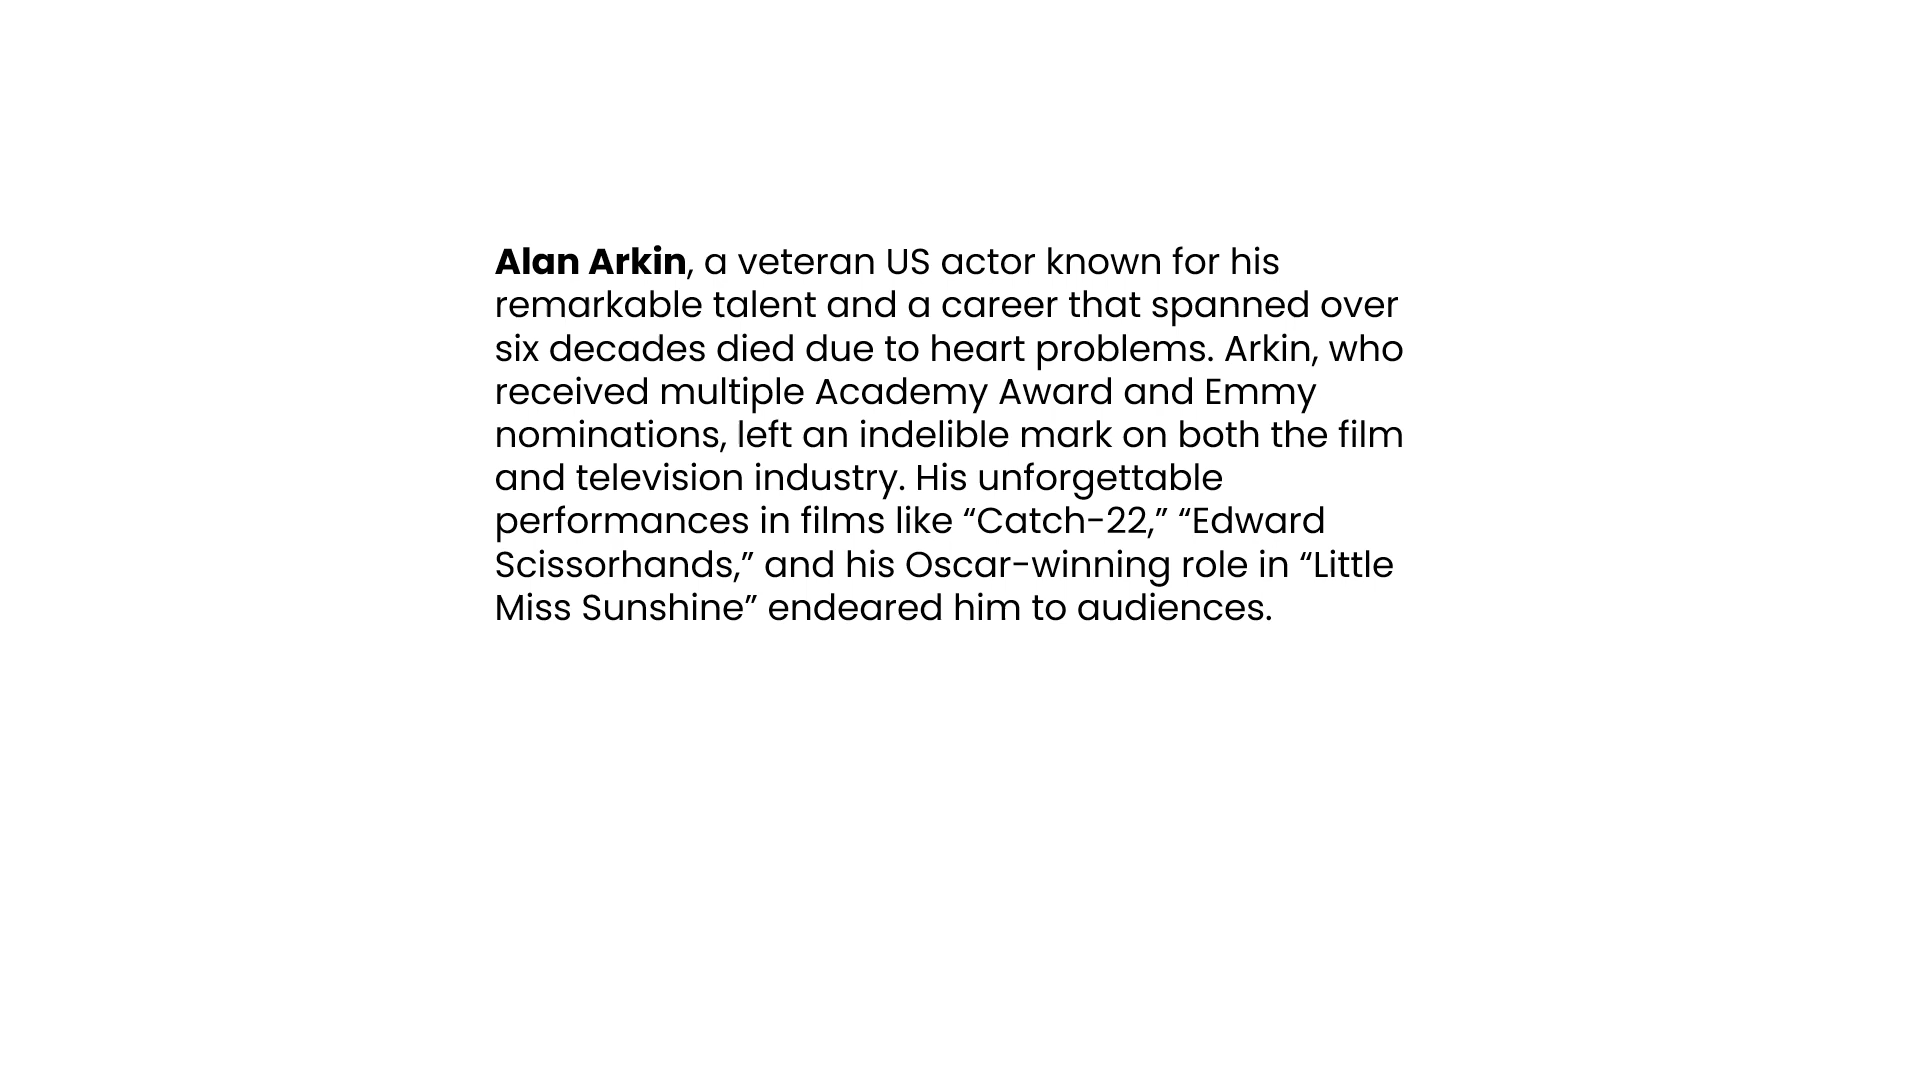 Alan Arkin, a veteran US actor known for his
remarkable talent and a career that spanned over
six decades died due to heart problems. Arkin, who
received multiple Academy Award and Emmy
nominations, left an indelible mark on both the film
and television industry. His unforgettable
performances in films like “Catch-22,” “Edward
Scissorhands,” and his Oscar-winning role in “Little
Miss Sunshine” endeared him to audiences.